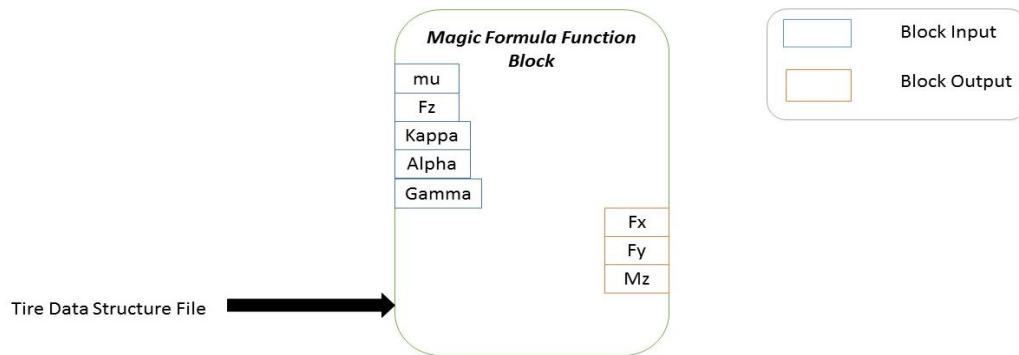 Magic Formula Function
Block
mu
Fz
Kappa
Alpha
Gamma
Fx
Fy
Mz
Tire Data Structure File
Block Input
Block Output